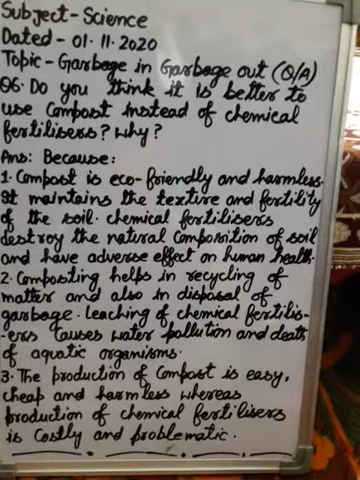 Subject-Science
Dated - 01.11.2020
Topic - Garbage in Garbage out (Q/A)
Q6. Do you think it is better to
use Compost instead of chemical
fertilisers? Why?
Ans: Because:
1. Compost is eco-friendly and harmless.
It maintains the texture and fertility
of the soil. chemical fertilisers
destroy the natural Composition of soil
and have adverse effect on human health.
2. Composting helps in recycling of
matter and also in disposal of
garbage. Leaching of chemical fertilis-
-ers causes water pollution and death
of aquatic organisms.
3. The production of Compost is easy,
cheap and harmless whereas
production of chemical fertilisers
is Costly and problematic.